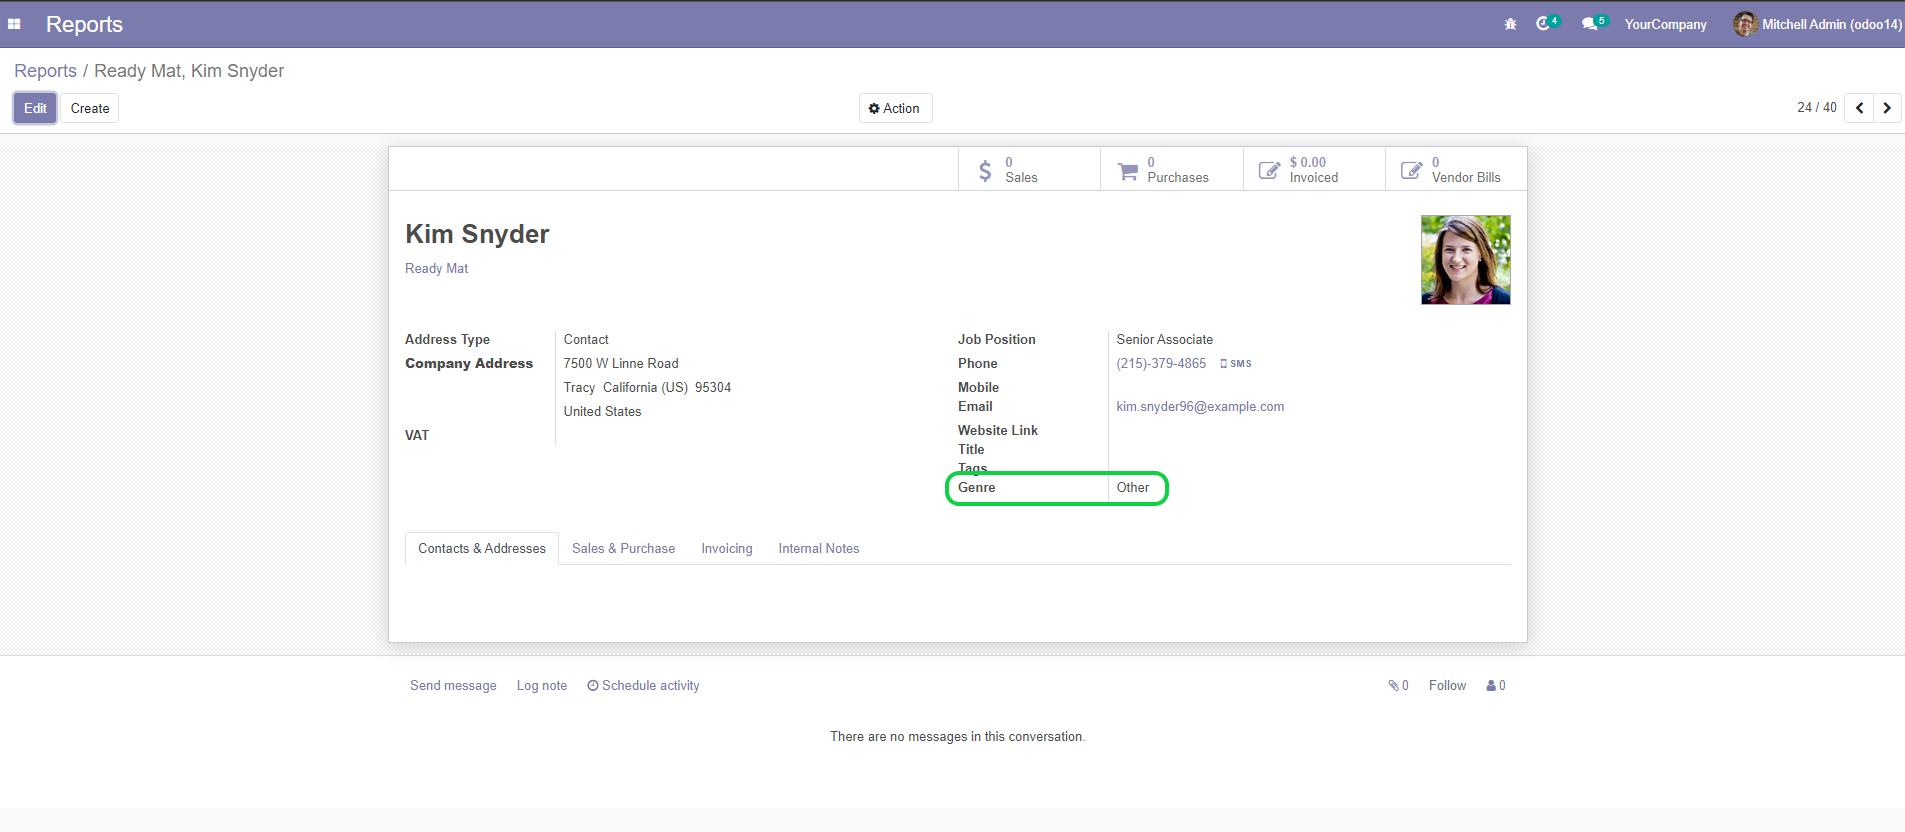 Reports
4
5
YourCompany
Mitchell Admin (odoo14)
Reports / Ready Mat, Kim Snyder
Edit
Create
Action
24 / 40
0
Sales
0
Purchases
$ 0.00
Invoiced
0
Vendor Bills
Kim Snyder
Ready Mat
Address Type
Contact
Company Address
7500 W Linne Road
Tracy California (US) 95304
United States
VAT
Job Position
Senior Associate
Phone
(215)-379-4865 SMS
Mobile
Email
kim.snyder96@example.com
Website Link
Title
Tags
Genre
Other
Contacts & Addresses
Sales & Purchase
Invoicing
Internal Notes
Send message
Log note
Schedule activity
0
Follow
0
There are no messages in this conversation.